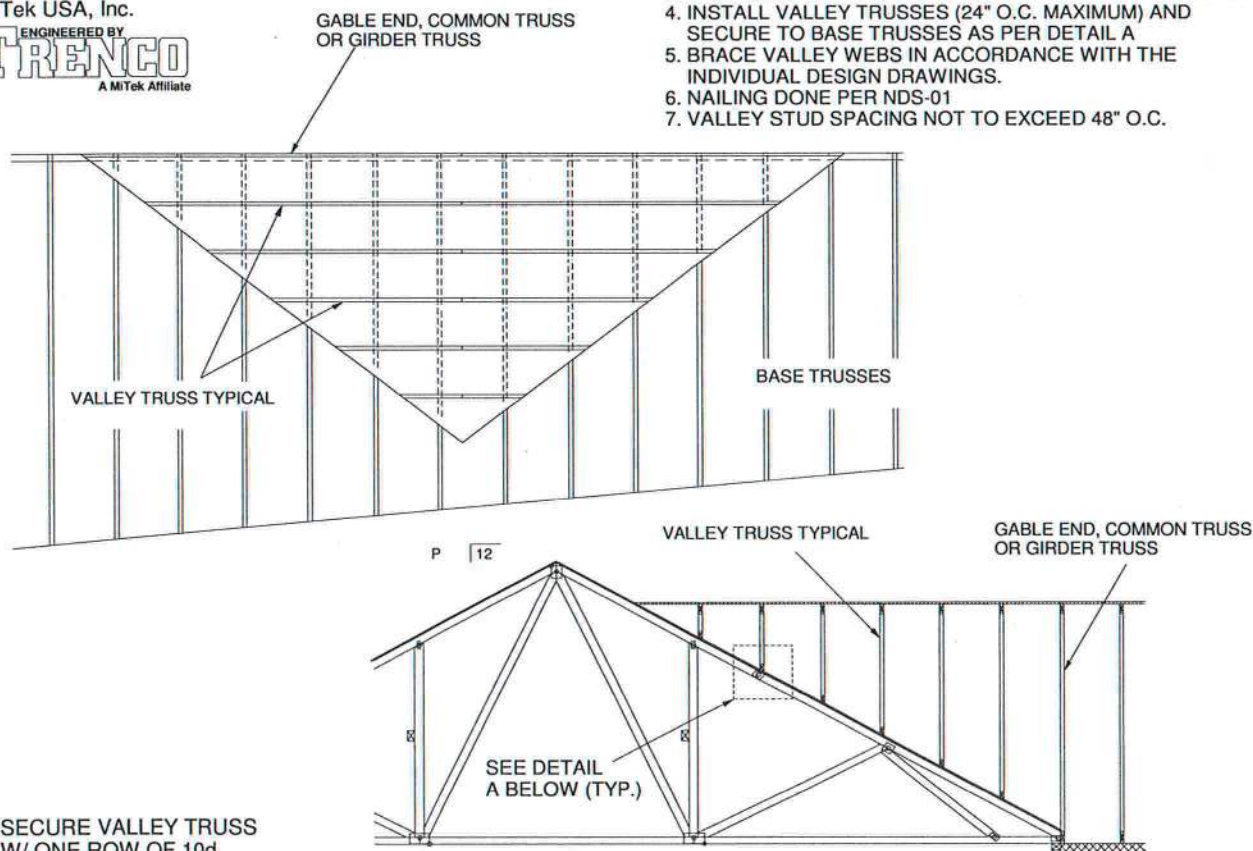 Tek USA, Inc.
ENGINEERED BY
TRENCO
A MiTek Affiliate
GABLE END, COMMON TRUSS
OR GIRDER TRUSS
4. INSTALL VALLEY TRUSSES (24" O.C. MAXIMUM) AND
SECURE TO BASE TRUSSES AS PER DETAIL A
5. BRACE VALLEY WEBS IN ACCORDANCE WITH THE
INDIVIDUAL DESIGN DRAWINGS.
6. NAILING DONE PER NDS-01
7. VALLEY STUD SPACING NOT TO EXCEED 48" O.C.
VALLEY TRUSS TYPICAL
BASE TRUSSES
P 12
VALLEY TRUSS TYPICAL
GABLE END, COMMON TRUSS
OR GIRDER TRUSS
SEE DETAIL
A BELOW (TYP.)
SECURE VALLEY TRUSS
W/ ONE ROW OF 10d